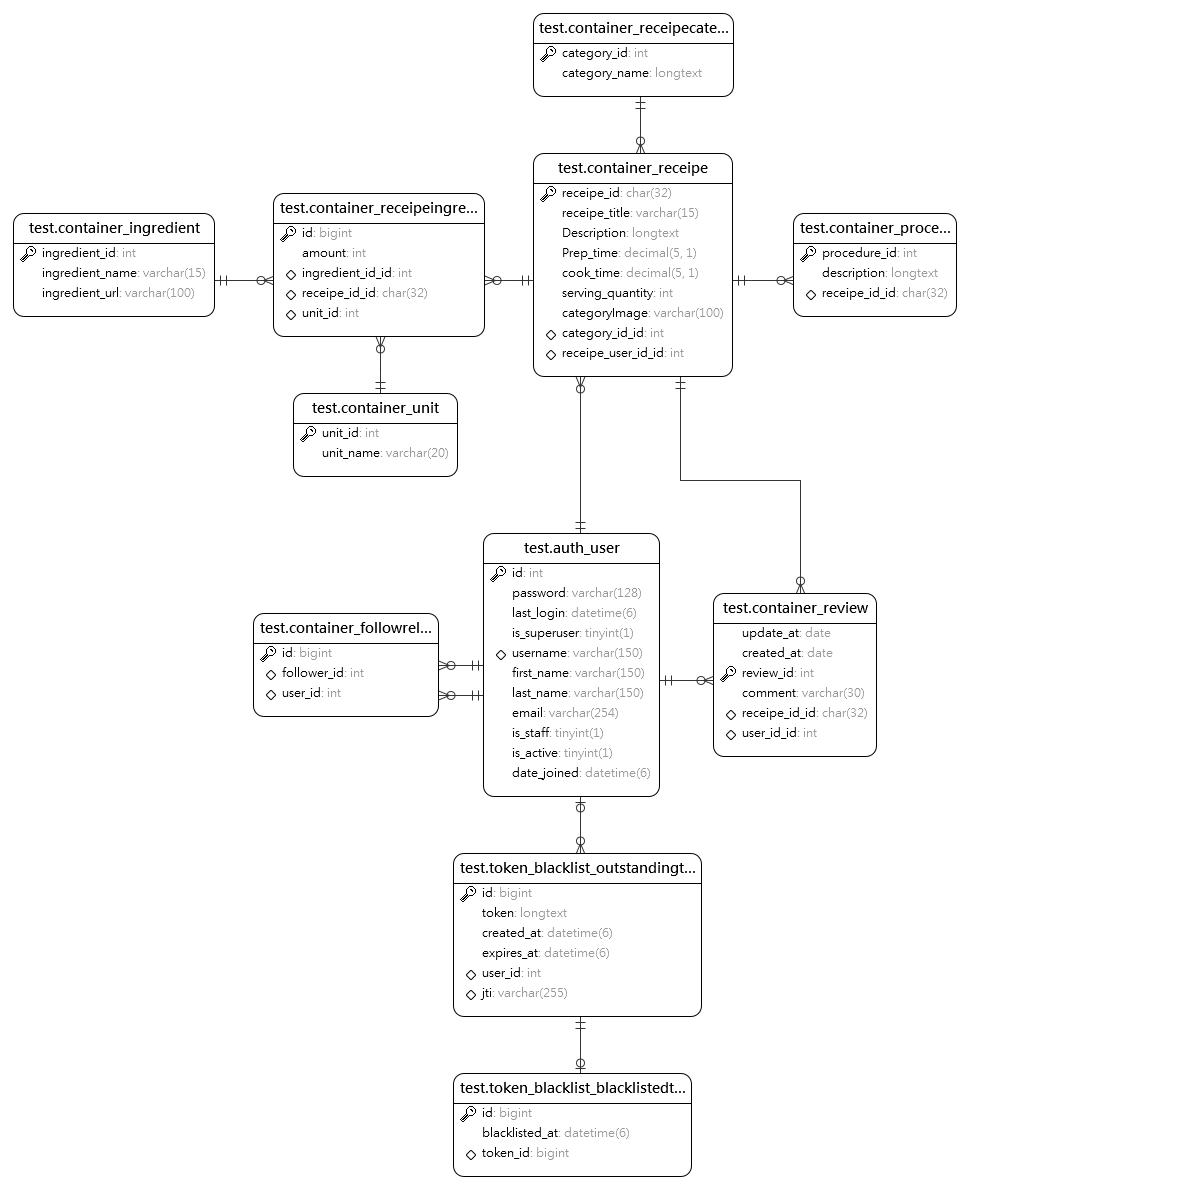 test.container_receipecate...
category_id: int
category_name: longtext
test.container_receipe
receipe_id: char(32)
receipe_title: varchar(15)
Description: longtext
Prep_time: decimal(5, 1)
cook_time: decimal(5, 1)
serving_quantity: int
categoryImage: varchar(100)
category_id_id: int
receipe_user_id_id: int
test.container_ingredient
ingredient_id: int
ingredient_name: varchar(15)
ingredient_url: varchar(100)
test.container_receipeingre...
id: bigint
amount: int
ingredient_id_id: int
receipe_id_id: char(32)
unit_id: int
test.container_proce...
procedure_id: int
description: longtext
receipe_id_id: char(32)
test.container_unit
unit_id: int
unit_name: varchar(20)
test.auth_user
id: int
password: varchar(128)
last_login: datetime(6)
is_superuser: tinyint(1)
username: varchar(150)
first_name: varchar(150)
last_name: varchar(150)
email: varchar(254)
is_staff: tinyint(1)
is_active: tinyint(1)
date_joined: datetime(6)
test.container_followrel...
id: bigint
follower_id: int
user_id: int
test.container_review
update_at: date
created_at: date
review_id: int
comment: varchar(30)
receipe_id_id: char(32)
user_id_id: int
test.token_blacklist_outstandingt...
id: bigint
token: longtext
created_at: datetime(6)
expires_at: datetime(6)
user_id: int
jti: varchar(255)
test.token_blacklist_blacklistedt...
id: bigint
blacklisted_at: datetime(6)
token_id: bigint